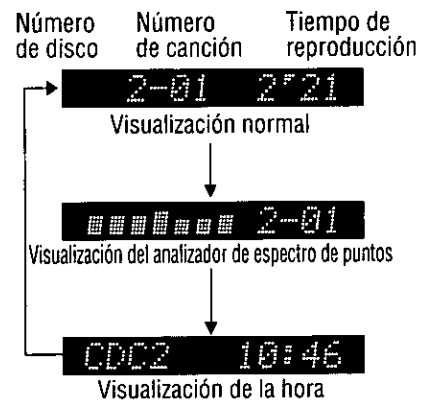 Número Número Tiempo de
de disco de canción reproducción
2-01 2'21
Visualización normal
2-01
Visualización del analizador de espectro de puntos
CDC2 10:46
Visualización de la hora